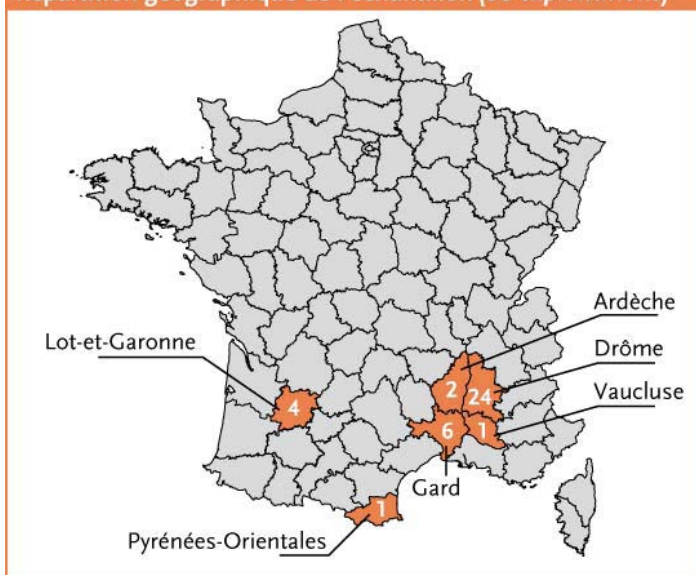 Ardèche
Lot-et-Garonne
Drôme
2
24
Vaucluse
4
6
1
Gard
1
Pyrénées-Orientales